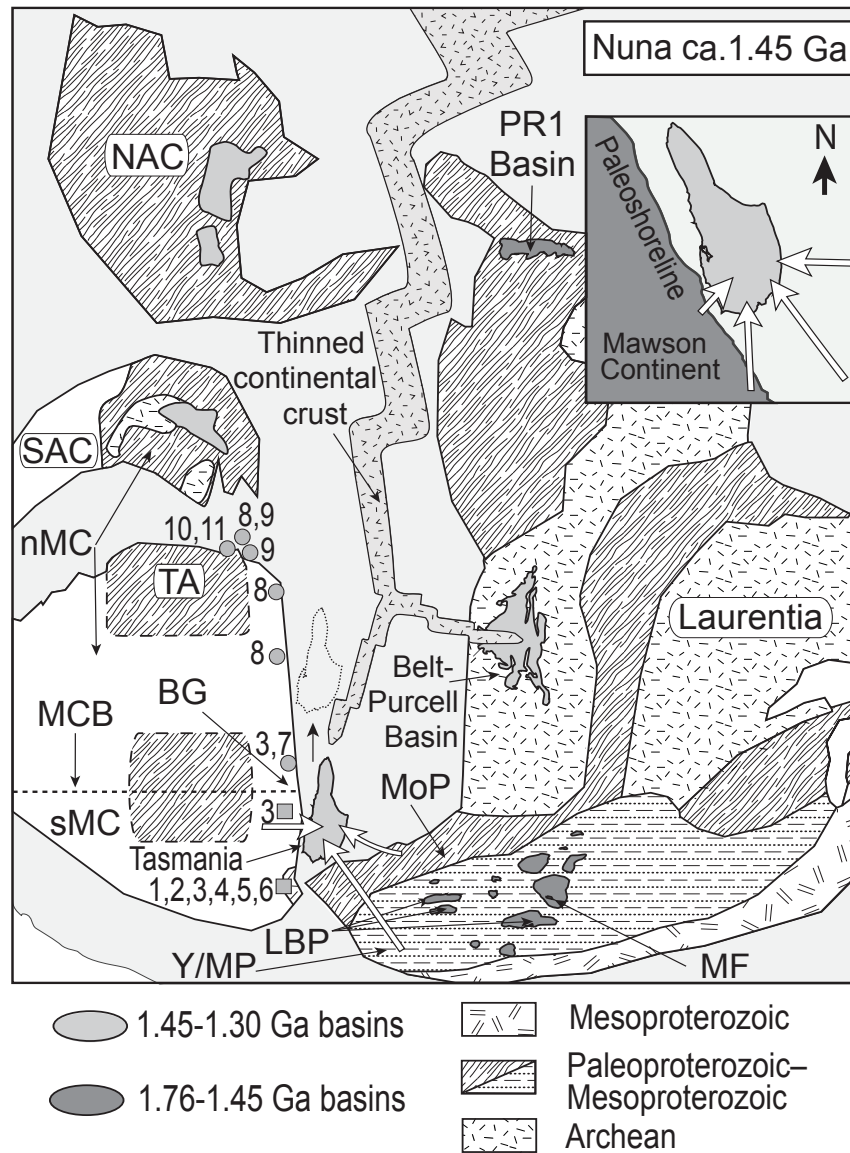 Nuna ca.1.45 Ga
NAC
PR1
Basin
N
Paleoshoreline
Mawson
Continent
Thinned
continental
crust
SAC
nMC
8,9
10,11
9
TA
8
8
Laurentia
Belt-
Purcell
Basin
BG
MCB
3,7
MoP
3
sMC
Tasmania
1,2,3,4,5,6
LBP
Y/MP
MF
1.45-1.30 Ga basins
1.76-1.45 Ga basins
Mesoproterozoic
Paleoproterozoic–
Mesoproterozoic
Archean